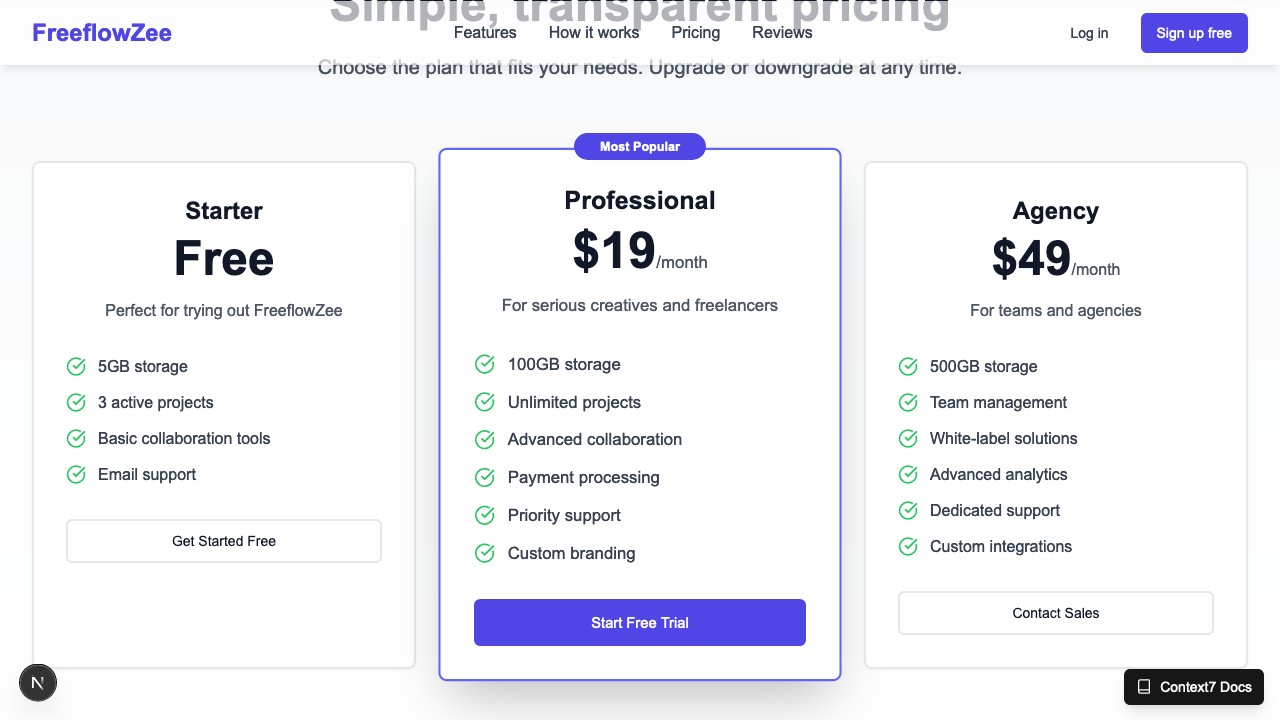 Simple, transparent pricing
FreeflowZee
Features
How it works
Pricing
Reviews
Log in
Sign up free
Choose the plan that fits your needs. Upgrade or downgrade at any time.
Starter
Free
Perfect for trying out FreeflowZee
5GB storage
3 active projects
Basic collaboration tools
Email support
Get Started Free
Most Popular
Professional
$19/month
For serious creatives and freelancers
100GB storage
Unlimited projects
Advanced collaboration
Payment processing
Priority support
Custom branding
Start Free Trial
Agency
$49/month
For teams and agencies
500GB storage
Team management
White-label solutions
Advanced analytics
Dedicated support
Custom integrations
Contact Sales
N
Context7 Docs